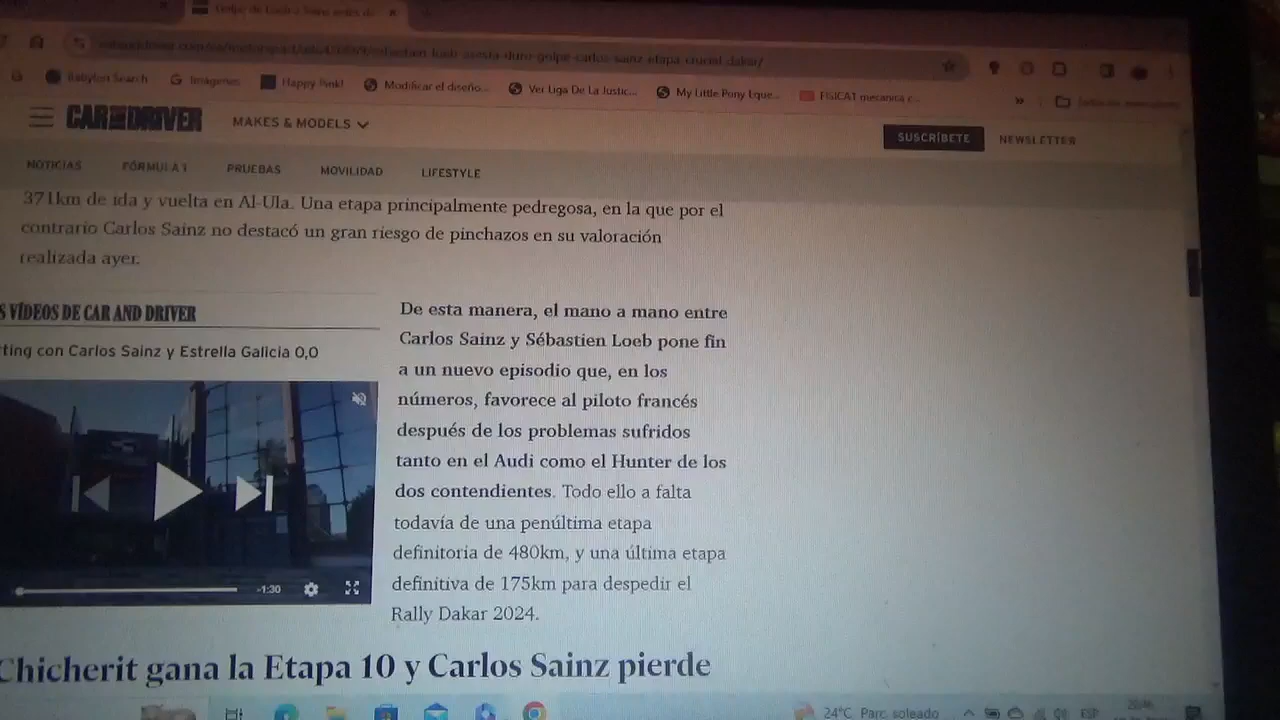 Babylon Search
Imágenes
Happy Pink!
Modificar el diseño...
Ver Liga De La Justic...
My Little Pony Eque...
FISICA1 mecanica c...
»
CAR AND DRIVER
MAKES & MODELS
SUSCRÍBETE
NEWSLETTER
NOTICIAS
FÓRMULA 1
PRUEBAS
MOVILIDAD
LIFESTYLE
371km de ida y vuelta en Al-Ula. Una etapa principalmente pedregosa, en la que por el
contrario Carlos Sainz no destacó un gran riesgo de pinchazos en su valoración
realizada ayer.
S VÍDEOS DE CAR AND DRIVER
ting con Carlos Sainz y Estrella Galicia 0,0
-1:30
De esta manera, el mano a mano entre
Carlos Sainz y Sébastien Loeb pone fin
a un nuevo episodio que, en los
números, favorece al piloto francés
después de los problemas sufridos
tanto en el Audi como el Hunter de los
dos contendientes. Todo ello a falta
todavía de una penúltima etapa
definitoria de 480km, y una última etapa
definitiva de 175km para despedir el
Rally Dakar 2024.
Chicherit gana la Etapa 10 y Carlos Sainz pierde
24°C Parc. soleado
ESP